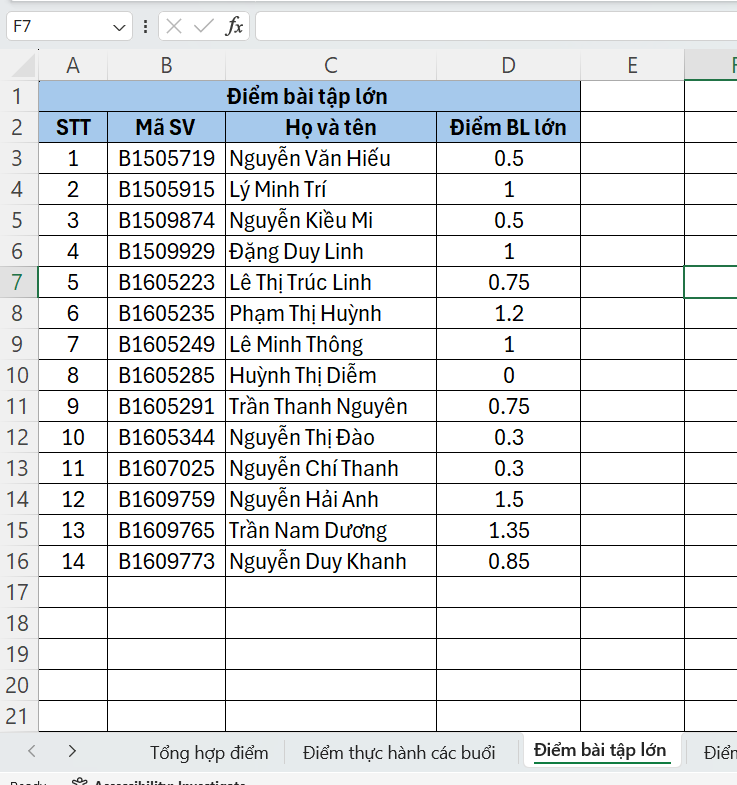 F7 fx
A B C D E F
1 Điểm bài tập lớn
2 STT Mã SV Họ và tên Điểm BL lớn
3 1 B1505719 Nguyễn Văn Hiếu 0.5
4 2 B1505915 Lý Minh Trí 1
5 3 B1509874 Nguyễn Kiều Mi 0.5
6 4 B1509929 Đặng Duy Linh 1
7 5 B1605223 Lê Thị Trúc Linh 0.75
8 6 B1605235 Phạm Thị Huỳnh 1.2
9 7 B1605249 Lê Minh Thông 1
10 8 B1605285 Huỳnh Thị Diễm 0
11 9 B1605291 Trần Thanh Nguyên 0.75
12 10 B1605344 Nguyễn Thị Đào 0.3
13 11 B1607025 Nguyễn Chí Thanh 0.3
14 12 B1609759 Nguyễn Hải Anh 1.5
15 13 B1609765 Trần Nam Dương 1.35
16 14 B1609773 Nguyễn Duy Khanh 0.85
17
18
19
20
21
Tổng hợp điểm Điểm thực hành các buổi Điểm bài tập lớn Điểm
Ready Accessibility: Investigate